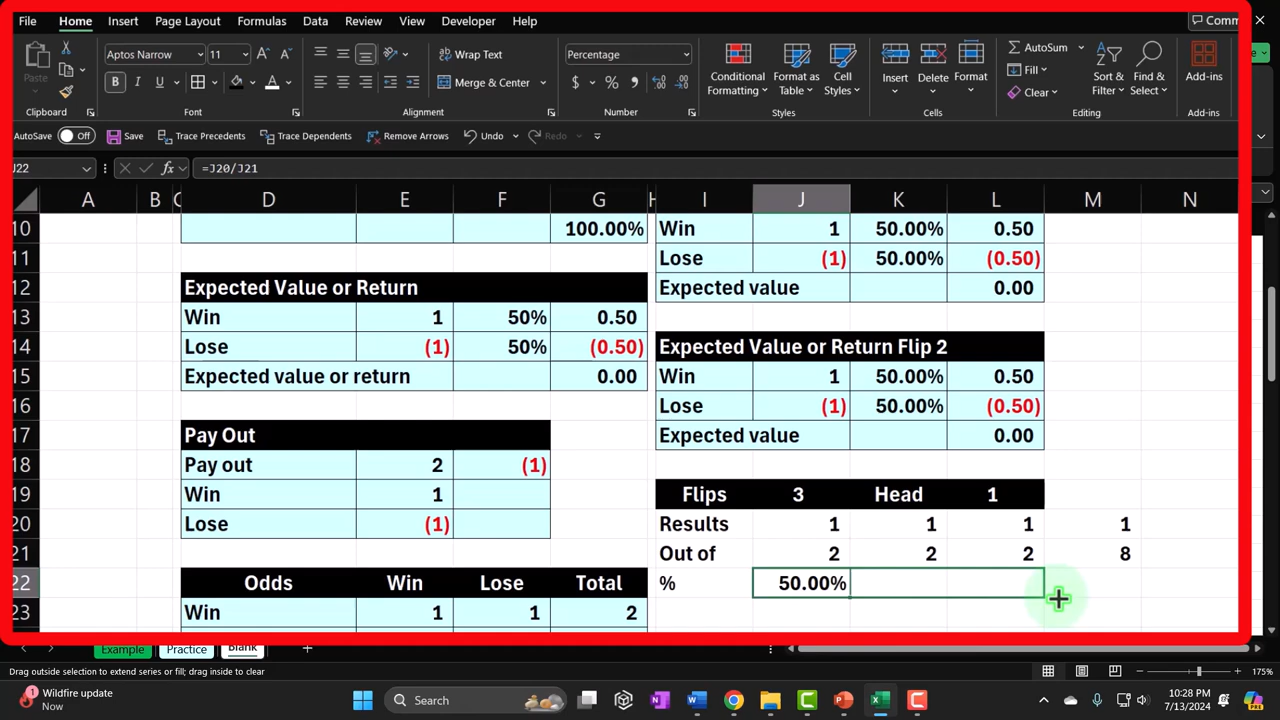 File Home Insert Page Layout Formulas Data Review View Developer Help Comm
Paste Aptos Narrow 11 Wrap Text Percentage AutoSum
B I U Merge & Center $ % , Conditional Formatting Format as Table Cell Styles Insert Delete Format Fill Clear Sort & Filter Find & Select Add-ins
Clipboard Font Alignment Number Styles Cells Editing Add-ins
AutoSave Off Save Trace Precedents Trace Dependents Remove Arrows Undo Redo
J22 fx =J20/J21
A B C D E F G H I J K L M N
10 100.00% Win 1 50.00% 0.50
11 Lose (1) 50.00% (0.50)
12 Expected Value or Return Expected value 0.00
13 Win 1 50% 0.50
14 Lose (1) 50% (0.50) Expected Value or Return Flip 2
15 Expected value or return 0.00 Win 1 50.00% 0.50
16 Lose (1) 50.00% (0.50)
17 Pay Out Expected value 0.00
18 Pay out 2 (1)
19 Win 1 Flips 3 Head 1
20 Lose (1) Results 1 1 1 1
21 Out of 2 2 2 8
22 Odds Win Lose Total % 50.00%
23 Win 1 1 2
Example Practice Blank
Drag outside selection to extend series or fill; drag inside to clear 175%
Wildfire update
Now
Search
10:28 PM
7/13/2024